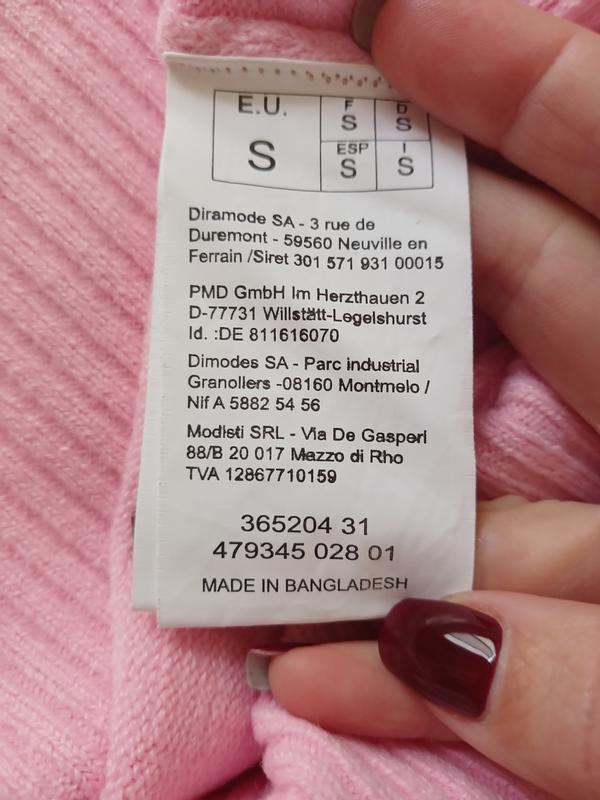 E.U.
S
F
S
D
S
ESP
S
I
S
Diramode SA - 3 rue de
Duremont - 59560 Neuville en
Ferrain /Siret 301 571 931 00015
PMD GmbH Im Herzthauen 2
D-77731 Willstätt-Legelshurst
Id. :DE 811616070
Dimodes SA - Parc industrial
Granollers -08160 Montmelo /
Nif A 5882 54 56
Modisti SRL - Via De Gasperi
88/B 20 017 Mazzo di Rho
TVA 12867710159
365204 31
479345 028 01
MADE IN BANGLADESH